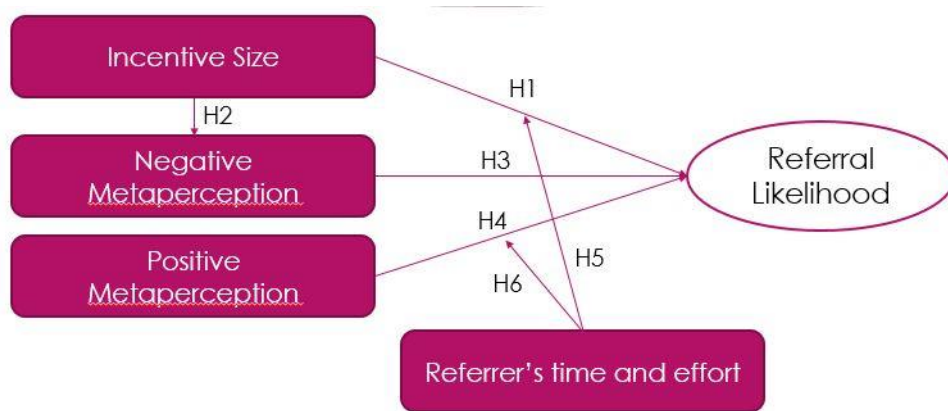 Incentive Size
H1
H2
Negative
Metaperception
H3
Referral
Likelihood
H4
Positive
Metaperception
H5
H6
Referrer's time and effort